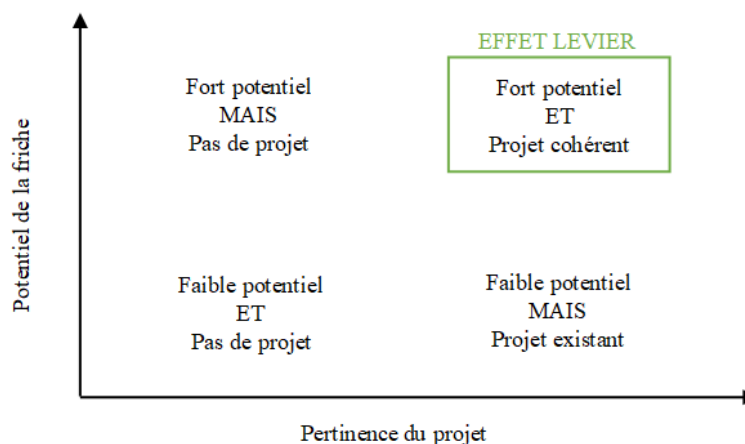 EFFET LEVIER
Fort potentiel
MAIS
Pas de projet
Fort potentiel
ET
Projet cohérent
Potentiel de la friche
Faible potentiel
ET
Pas de projet
Faible potentiel
MAIS
Projet existant
Pertinence du projet